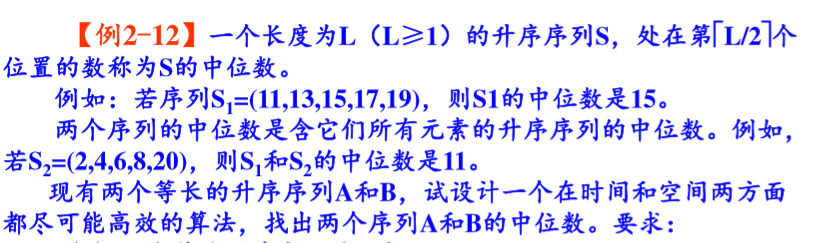 【例2-12】一个长度为L（L≥1）的升序序列S，处在第⌈L/2⌉个
位置的数称为S的中位数。
例如：若序列S₁=(11,13,15,17,19)，则S1的中位数是15。
两个序列的中位数是含它们所有元素的升序序列的中位数。例如，
若S₂=(2,4,6,8,20)，则S₁和S₂的中位数是11。
现有两个等长的升序序列A和B，试设计一个在时间和空间两方面
都尽可能高效的算法，找出两个序列A和B的中位数。要求：